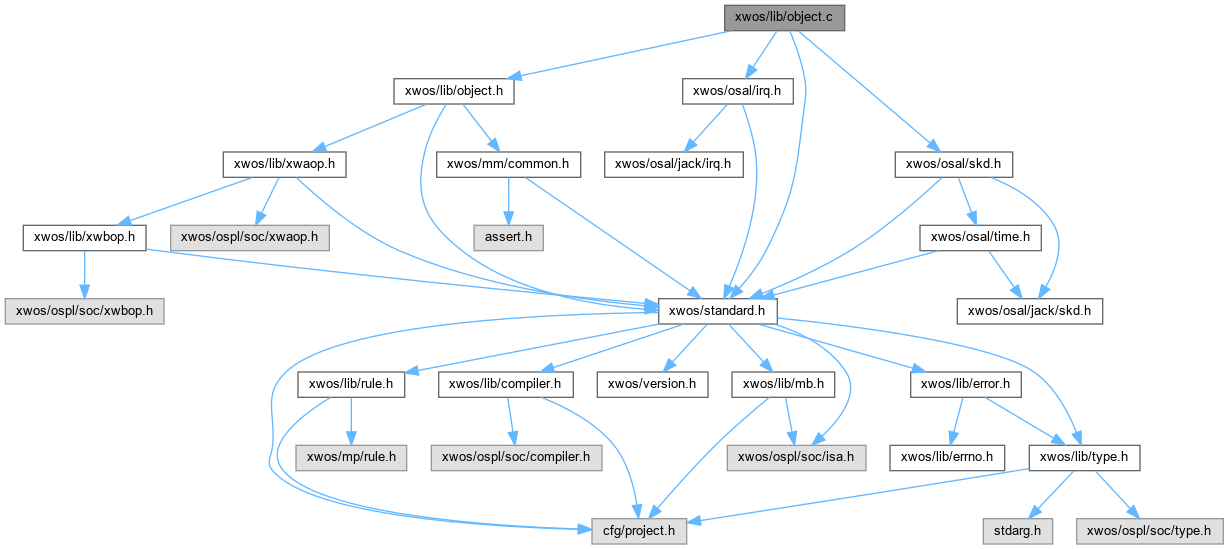 xwos/lib/object.c
xwos/lib/object.h
xwos/osal/irq.h
xwos/lib/xwaop.h
xwos/mm/common.h
xwos/osal/jack/irq.h
xwos/osal/skd.h
xwos/lib/xwbop.h
xwos/ospl/soc/xwaop.h
assert.h
xwos/osal/time.h
xwos/ospl/soc/xwbop.h
xwos/standard.h
xwos/osal/jack/skd.h
xwos/lib/rule.h
xwos/lib/compiler.h
xwos/version.h
xwos/lib/mb.h
xwos/lib/error.h
xwos/mp/rule.h
xwos/ospl/soc/compiler.h
xwos/ospl/soc/isa.h
xwos/lib/errno.h
xwos/lib/type.h
cfg/project.h
stdarg.h
xwos/ospl/soc/type.h